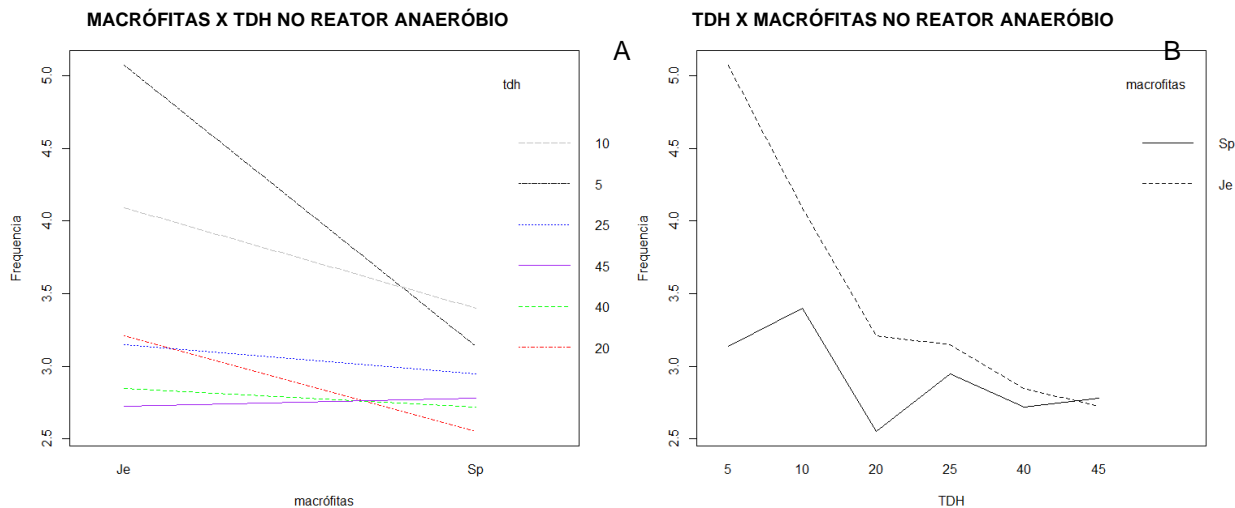 MACRÓFITAS X TDH NO REATOR ANAERÓBIO
A
tdh
10
5
25
45
40
20
5.0
4.5
4.0
3.5
3.0
2.5
Frequencia
Je
Sp
macrófitas
TDH X MACRÓFITAS NO REATOR ANAERÓBIO
B
macrofitas
Sp
Je
5.0
4.5
4.0
3.5
3.0
2.5
Frequencia
5 10 20 25 40 45
TDH